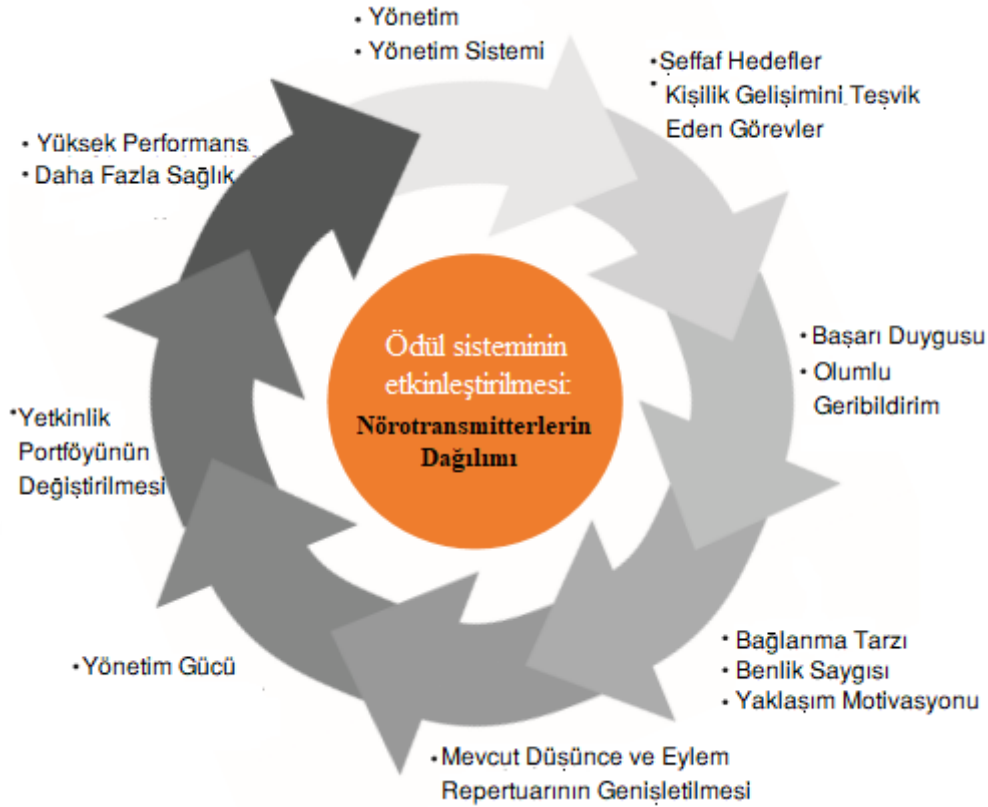 • Yönetim
• Yönetim Sistemi
• Şeffaf Hedefler
• Kişilik Gelişimini Teşvik
Eden Görevler
• Başarı Duygusu
• Olumlu
Geribildirim
• Bağlanma Tarzı
• Benlik Saygısı
• Yaklaşım Motivasyonu
• Mevcut Düşünce ve Eylem
Repertuarının Genişletilmesi
• Yönetim Gücü
• Yetkinlik
Portföyünün
Değiştirilmesi
• Yüksek Performans
• Daha Fazla Sağlık
Ödül sisteminin
etkinleştirilmesi:
Nörotransmitterlerin
Dağılımı